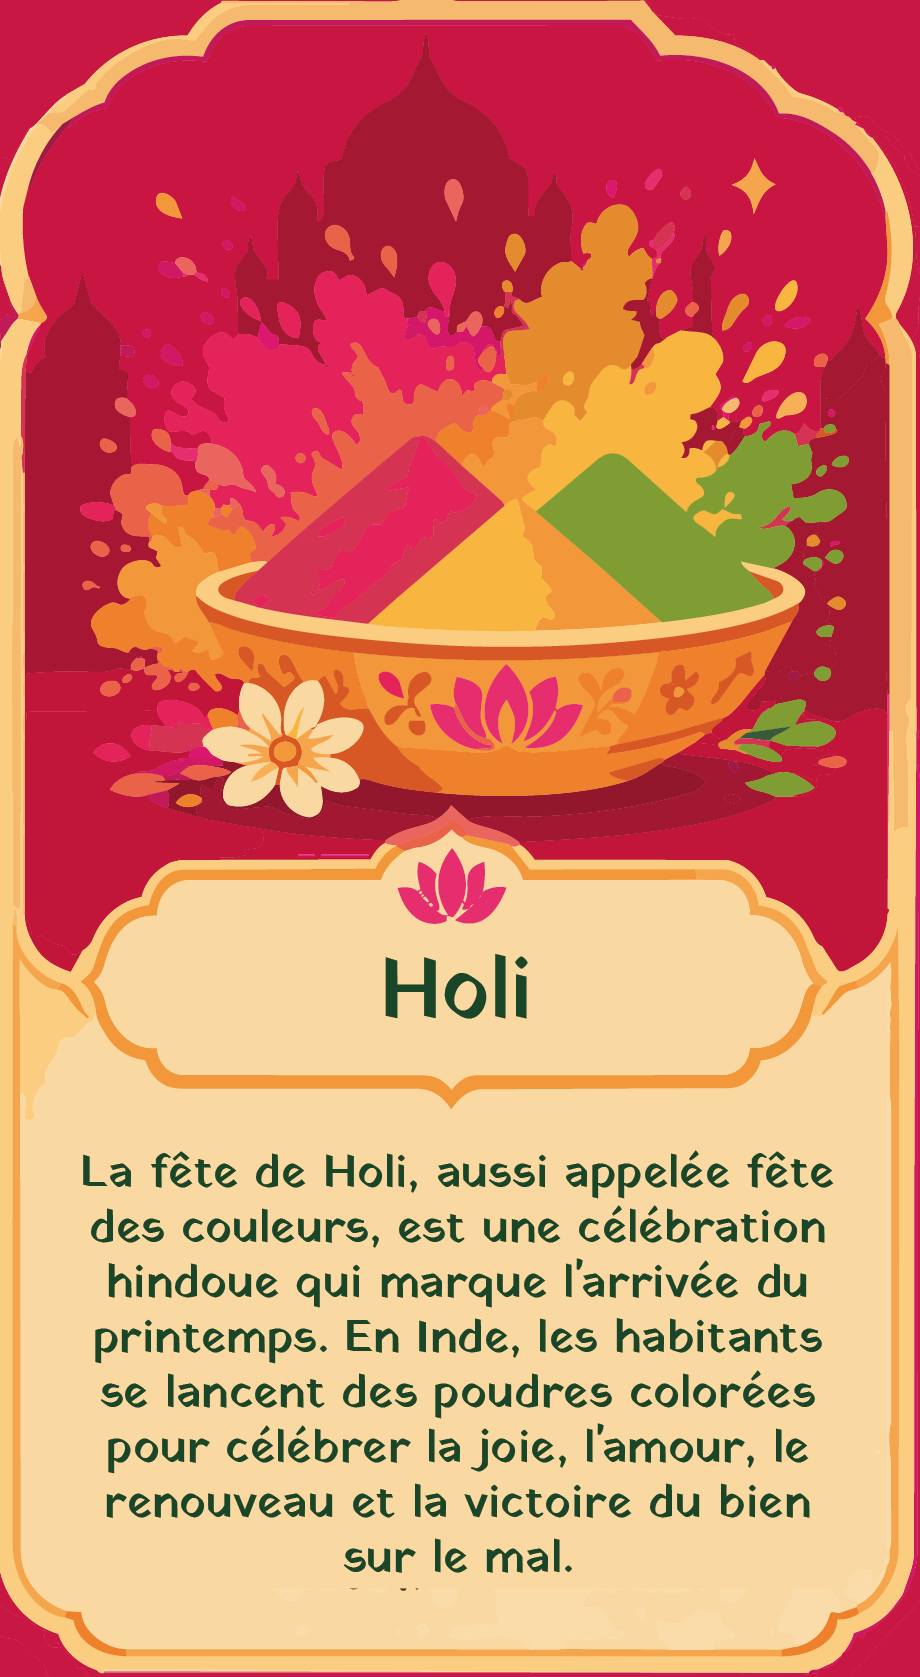 Holi
La fête de Holi, aussi appelée fête
des couleurs, est une célébration
hindoue qui marque l'arrivée du
printemps. En Inde, les habitants
se lancent des poudres colorées
pour célébrer la joie, l'amour, le
renouveau et la victoire du bien
sur le mal.